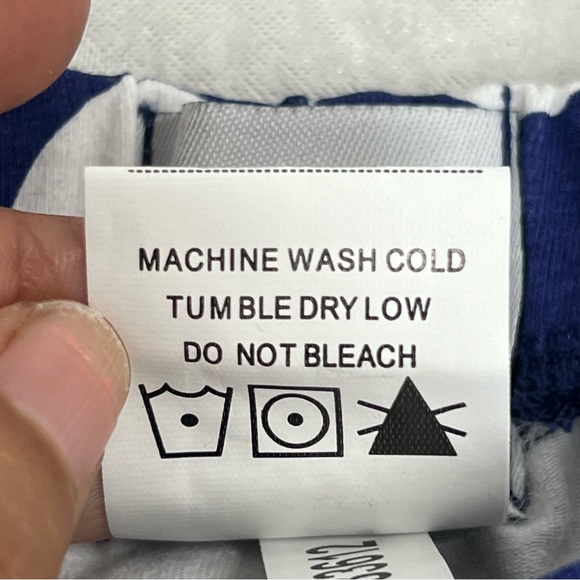 MACHINE WASH COLD
TUMBLE DRY LOW
DO NOT BLEACH